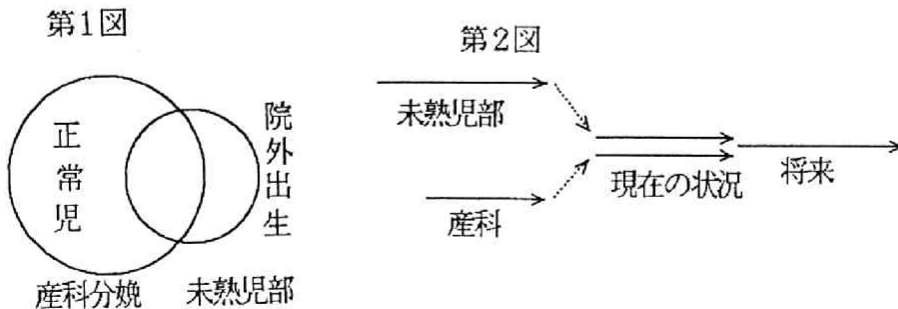 第1図
正常児
院外出生
産科分娩
未熟児部
第2図
未熟児部
産科
現在の状況
将来